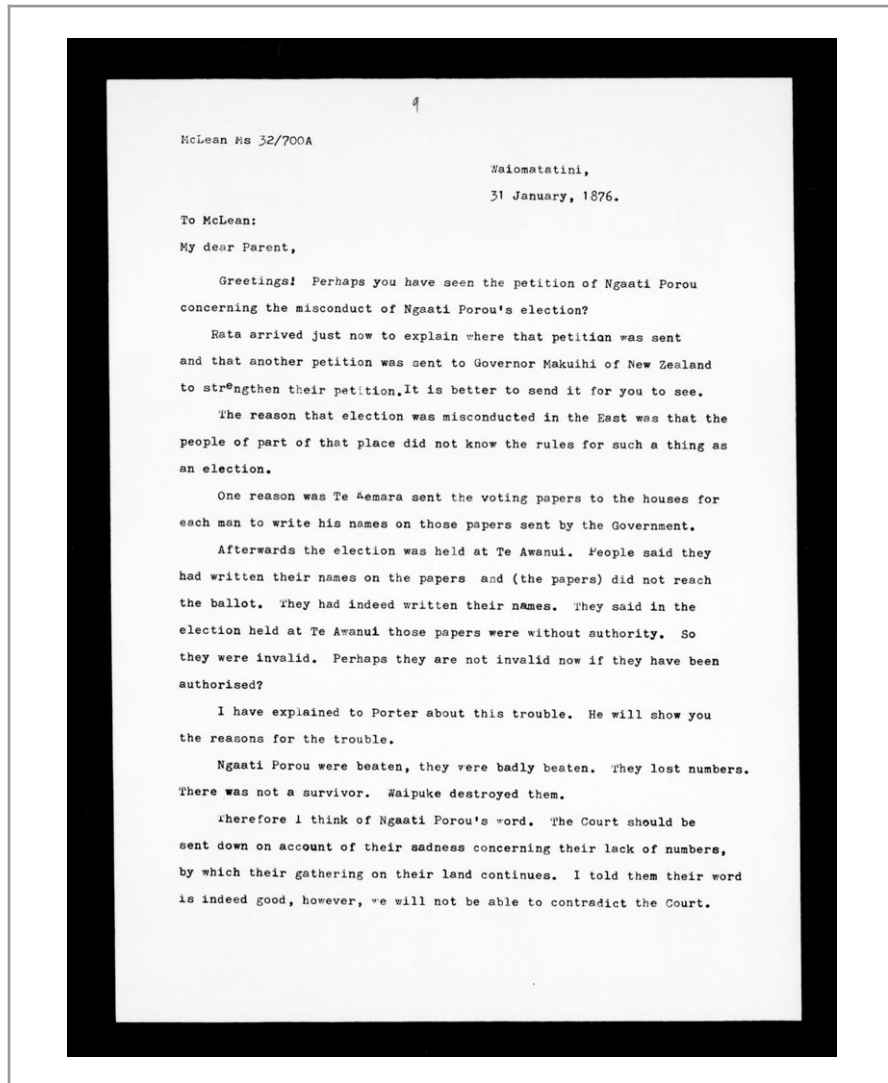 9
McLean Ms 32/700A
Waiomatatini,
31 January, 1876.
To McLean:
My dear Parent,
Greetings! Perhaps you have seen the petition of Ngaati Porou
concerning the misconduct of Ngaati Porou's election?
Rata arrived just now to explain where that petition was sent
and that another petition was sent to Governor Makuihi of New Zealand
to strengthen their petition.It is better to send it for you to see.
The reason that election was misconducted in the East was that the
people of part of that place did not know the rules for such a thing as
an election.
One reason was Te Kemara sent the voting papers to the houses for
each man to write his names on those papers sent by the Government.
Afterwards the election was held at Te Awanui. People said they
had written their names on the papers and (the papers) did not reach
the ballot. They had indeed written their names. They said in the
election held at Te Awanui those papers were without authority. So
they were invalid. Perhaps they are not invalid now if they have been
authorised?
I have explained to Porter about this trouble. He will show you
the reasons for the trouble.
Ngaati Porou were beaten, they were badly beaten. They lost numbers.
There was not a survivor. Waipuke destroyed them.
Therefore I think of Ngaati Porou's word. The Court should be
sent down on account of their sadness concerning their lack of numbers,
by which their gathering on their land continues. I told them their word
is indeed good, however, we will not be able to contradict the Court.